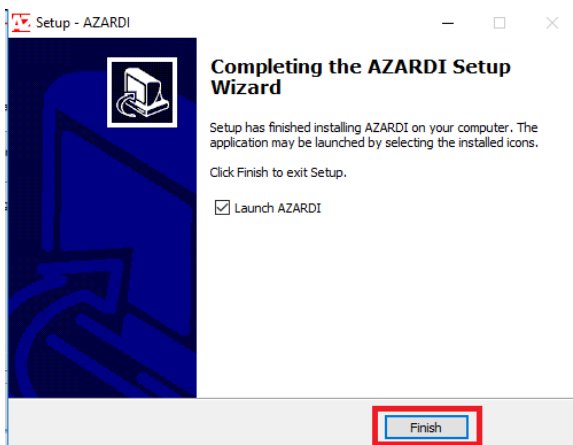 Setup - AZARDI
Completing the AZARDI Setup
Wizard
Setup has finished installing AZARDI on your computer. The
application may be launched by selecting the installed icons.
Click Finish to exit Setup.
Launch AZARDI
Finish